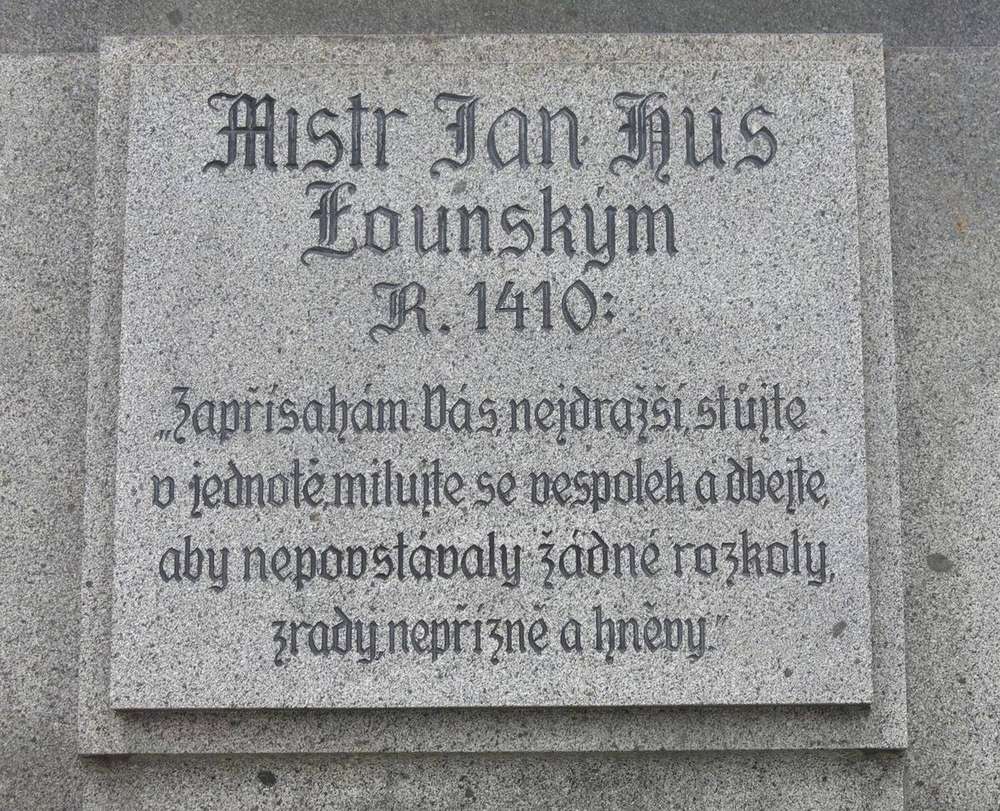 Mistr Jan Hus
Lounským
R. 1410:
„Zapřísahám Vás, nejdražší, stůjte
v jednotě, milujte se vespolek a dbejte,
aby nepovstávaly žádné rozkoly,
zrady, nepřízně a hněvy.“